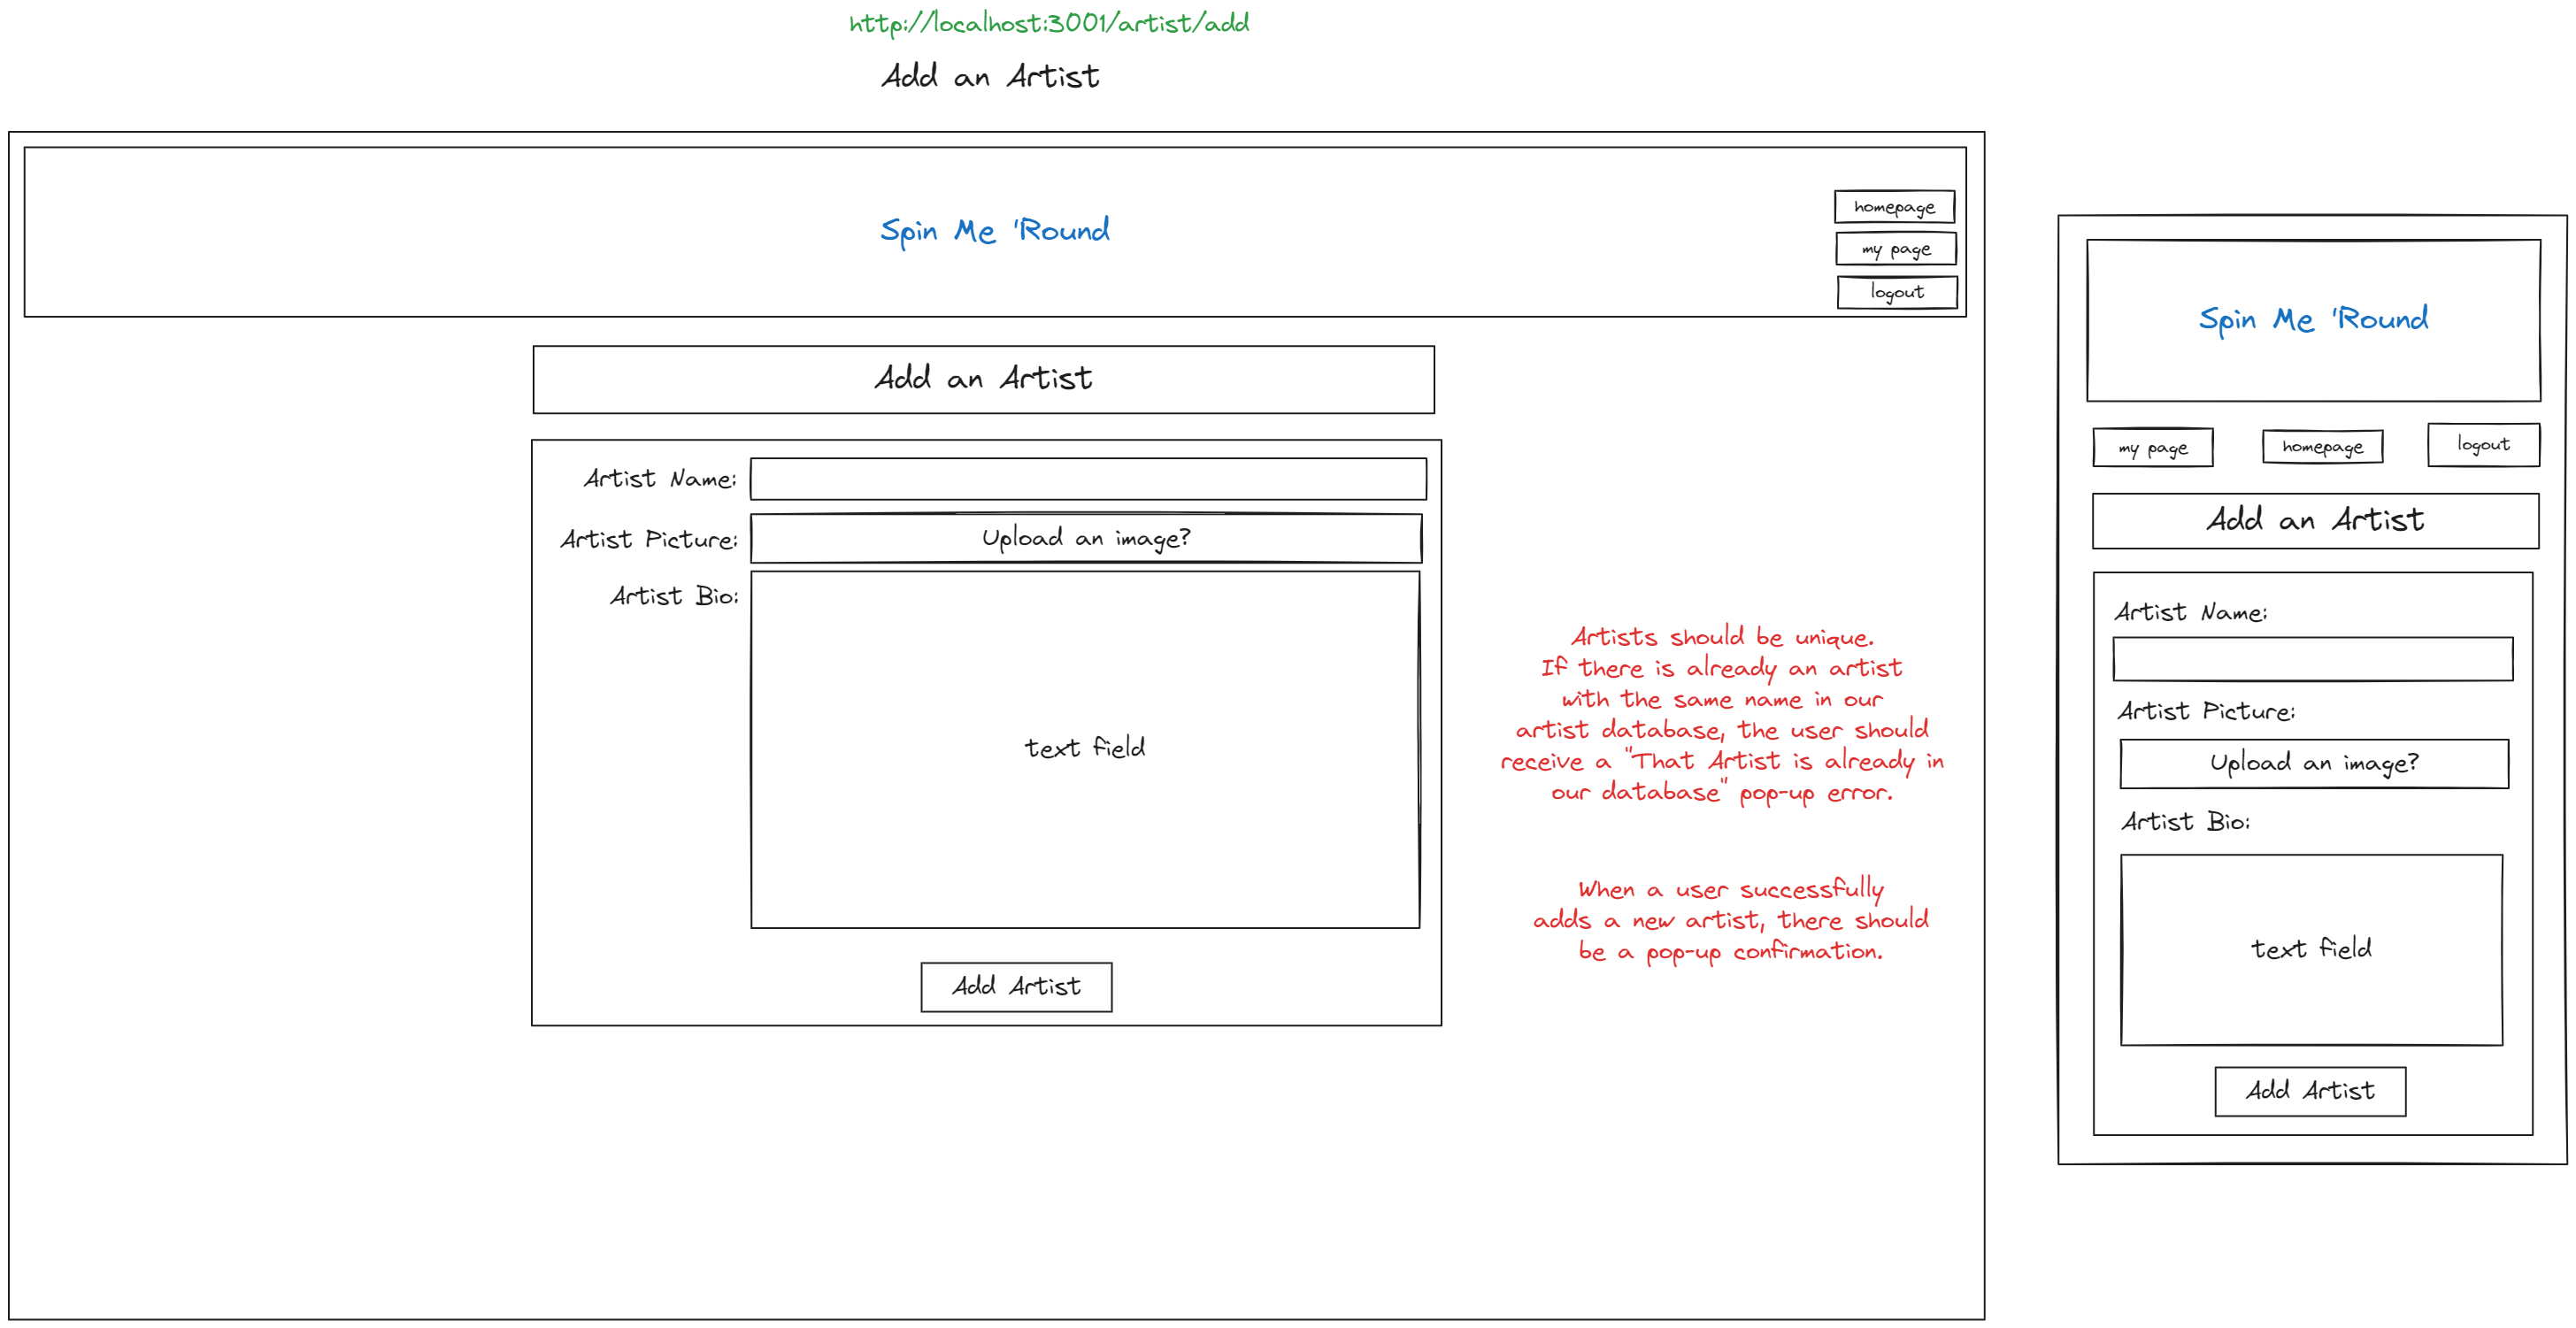 http://localhost:3001/artist/add
Add an Artist
Spin Me 'Round
homepage
my page
logout
Add an Artist
Artist Name:
Artist Picture:
Upload an image?
Artist Bio:
text field
Add Artist
Artists should be unique.
If there is already an artist
with the same name in our
artist database, the user should
receive a "That Artist is already in
our database" pop-up error.
When a user successfully
adds a new artist, there should
be a pop-up confirmation.
Spin Me 'Round
my page
homepage
logout
Add an Artist
Artist Name:
Artist Picture:
Upload an image?
Artist Bio:
text field
Add Artist